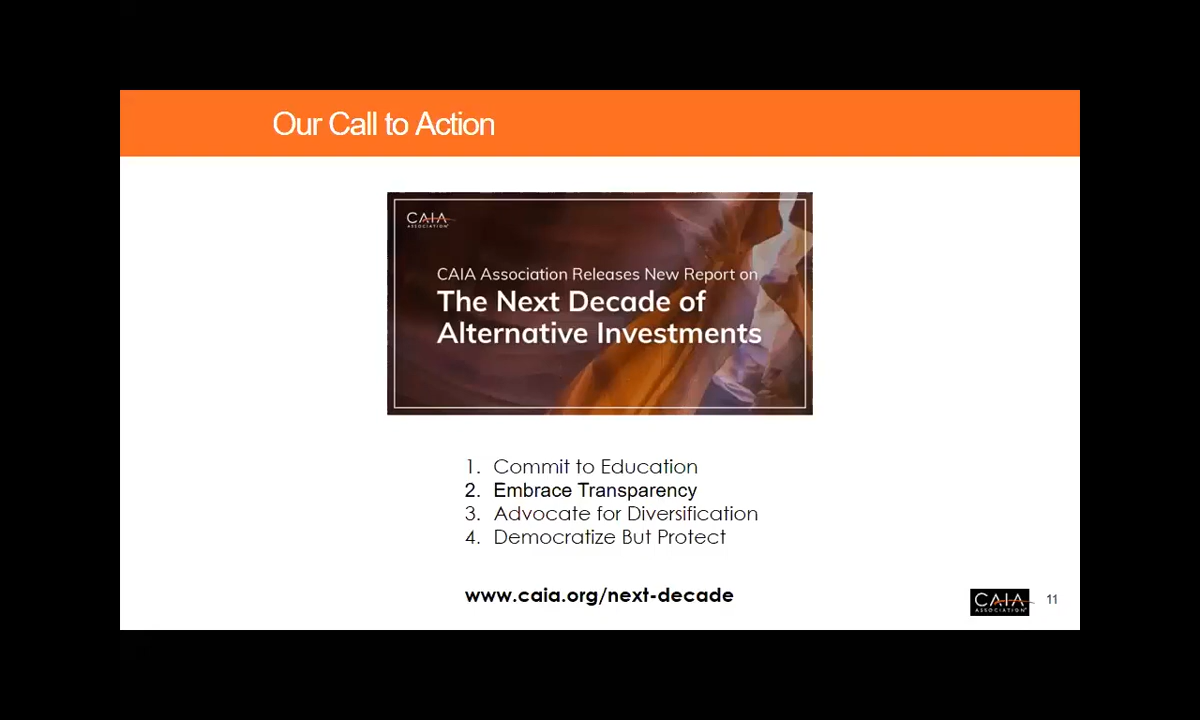 Our Call to Action
CAIA
ASSOCIATION
CAIA Association Releases New Report on
The Next Decade of
Alternative Investments
1. Commit to Education
2. Embrace Transparency
3. Advocate for Diversification
4. Democratize But Protect
www.caia.org/next-decade
CAIA
ASSOCIATION
11